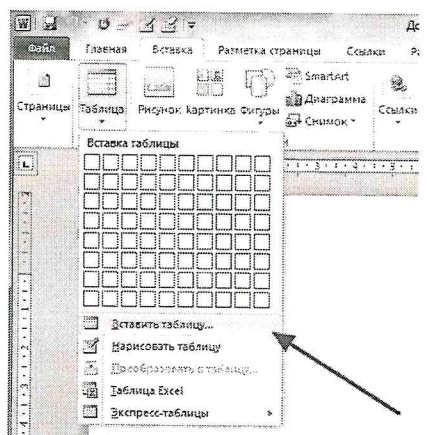 Файл Главная Вставка Разметка страницы Ссылки
Страницы Таблица Рисунок Картинка Фигуры SmartArt
Диаграмма
Снимок
Ссылки
Вставка таблицы
Вставить таблицу...
Нарисовать таблицу
Преобразовать в таблицу...
Таблица Excel
Экспресс-таблицы